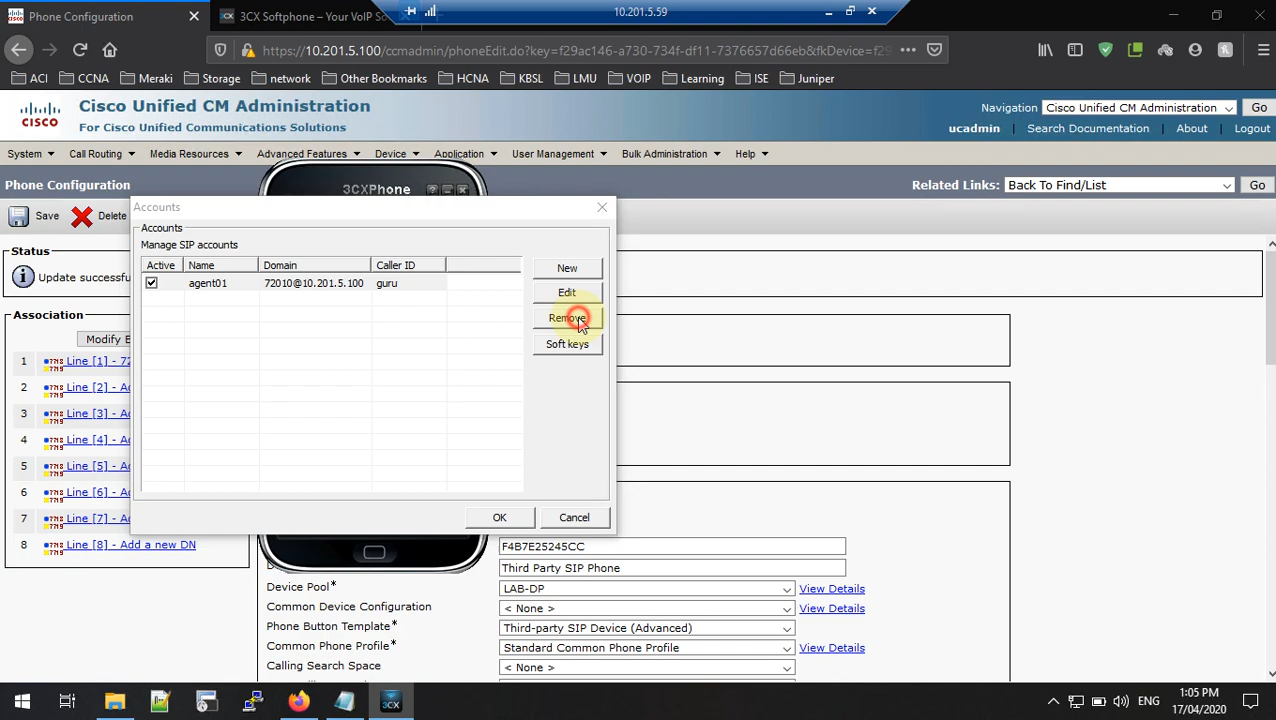 Phone Configuration
3CX Softphone – Your VoIP So
10.201.5.59
https://10.201.5.100/ccmadmin/phoneEdit.do?key=f29ac146-a730-734f-df11-7376657d66eb&fkDevice=f29
ACI CCNA Meraki Storage network Other Bookmarks HCNA KBSL LMU VOIP Learning ISE Juniper
CISCO
Cisco Unified CM Administration
For Cisco Unified Communications Solutions
Navigation Cisco Unified CM Administration Go
ucadmin Search Documentation About Logout
System Call Routing Media Resources Advanced Features Device Application User Management Bulk Administration Help
Phone Configuration
Related Links: Back To Find/List Go
3CXPhone
Save Delete
Status
Update successfu
Association
Modify B
1 Line [1] - 72
2 Line [2] - Ad
3 Line [3] - Ad
4 Line [4] - Ad
5 Line [5] - Ad
6 Line [6] - Ad
7 Line [7] - Ad
8 Line [8] - Add a new DN
Accounts
Accounts
Manage SIP accounts
Active Name Domain Caller ID
agent01 72010@10.201.5.100 guru
New
Edit
Remove
Soft keys
OK Cancel
F4B7E25245CC
Third Party SIP Phone
Device Pool* LAB-DP View Details
Common Device Configuration < None > View Details
Phone Button Template* Third-party SIP Device (Advanced)
Common Phone Profile* Standard Common Phone Profile View Details
Calling Search Space < None >
3CX
ENG
1:05 PM
17/04/2020